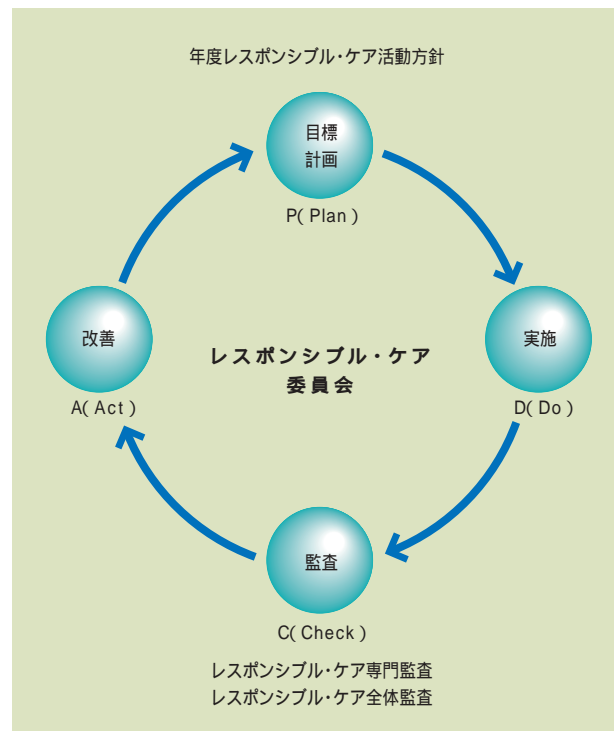 年度レスポンシブル・ケア活動方針
目標
計画
P( Plan )
改善
A( Act )
レスポンシブル・ケア
委員会
実施
D( Do )
監査
C( Check )
レスポンシブル・ケア専門監査
レスポンシブル・ケア全体監査